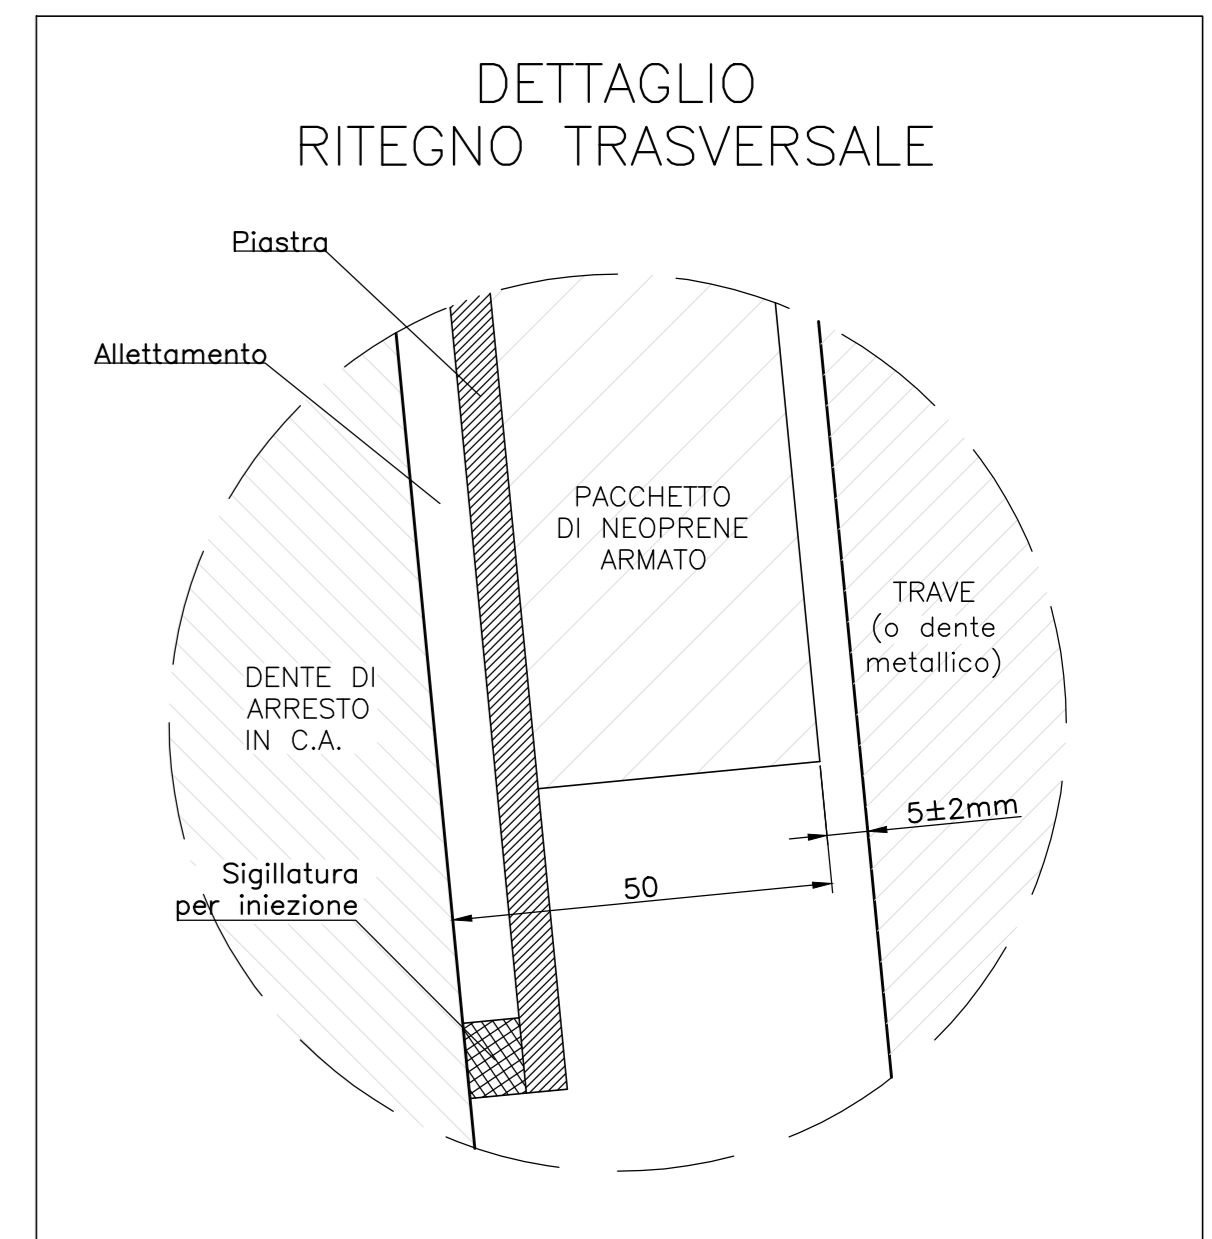 DETTAGLIO
RITEGNO TRASVERSALE
Piastra
Allettamento
PACCHETTO
DI NEOPRENE
ARMATO
TRAVE
(o dente
metallico)
DENTE DI
ARRESTO
IN C.A.
5±2mm
Sigillatura
per iniezione
50